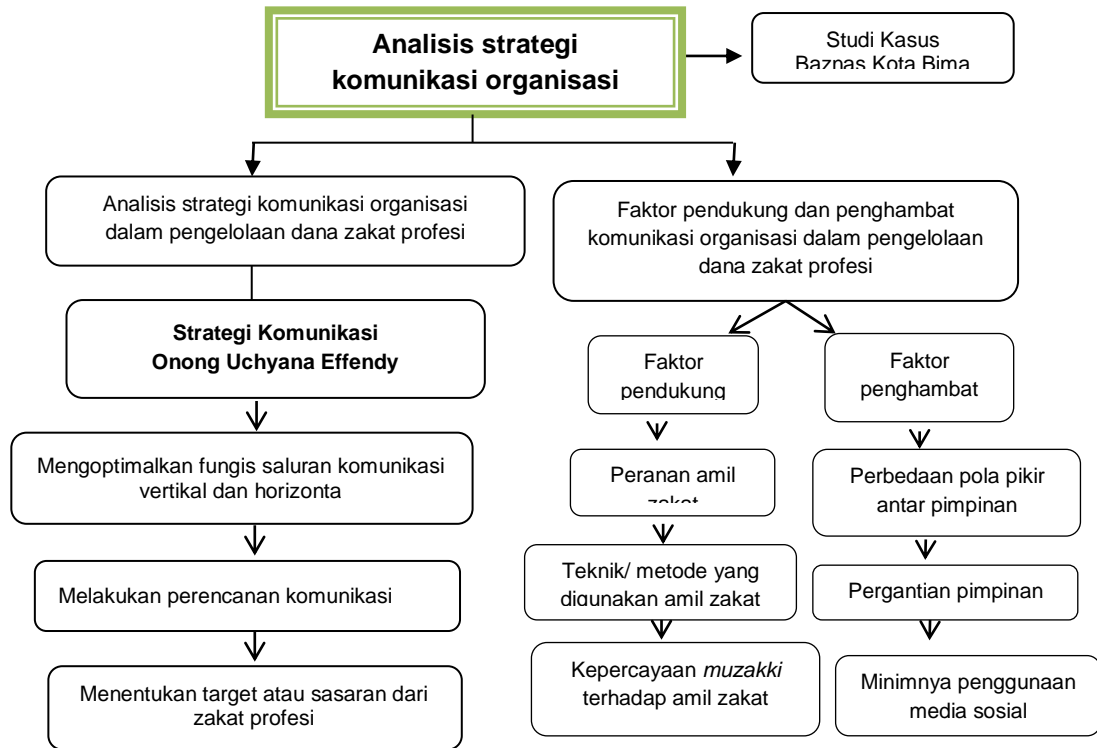 Analisis strategi
komunikasi organisasi
Studi Kasus
Baznas Kota Bima
Analisis strategi komunikasi organisasi
dalam pengelolaan dana zakat profesi
Faktor pendukung dan penghambat
komunikasi organisasi dalam pengelolaan
dana zakat profesi
Strategi Komunikasi
Onong Uchyana Effendy
Faktor
pendukung
Faktor
penghambat
Mengoptimalkan fungis saluran komunikasi
vertikal dan horizonta
Peranan amil
zakat
Perbedaan pola pikir
antar pimpinan
Melakukan perencanan komunikasi
Teknik/ metode yang
digunakan amil zakat
Pergantian pimpinan
Menentukan target atau sasaran dari
zakat profesi
Kepercayaan muzakki
terhadap amil zakat
Minimnya penggunaan
media sosial